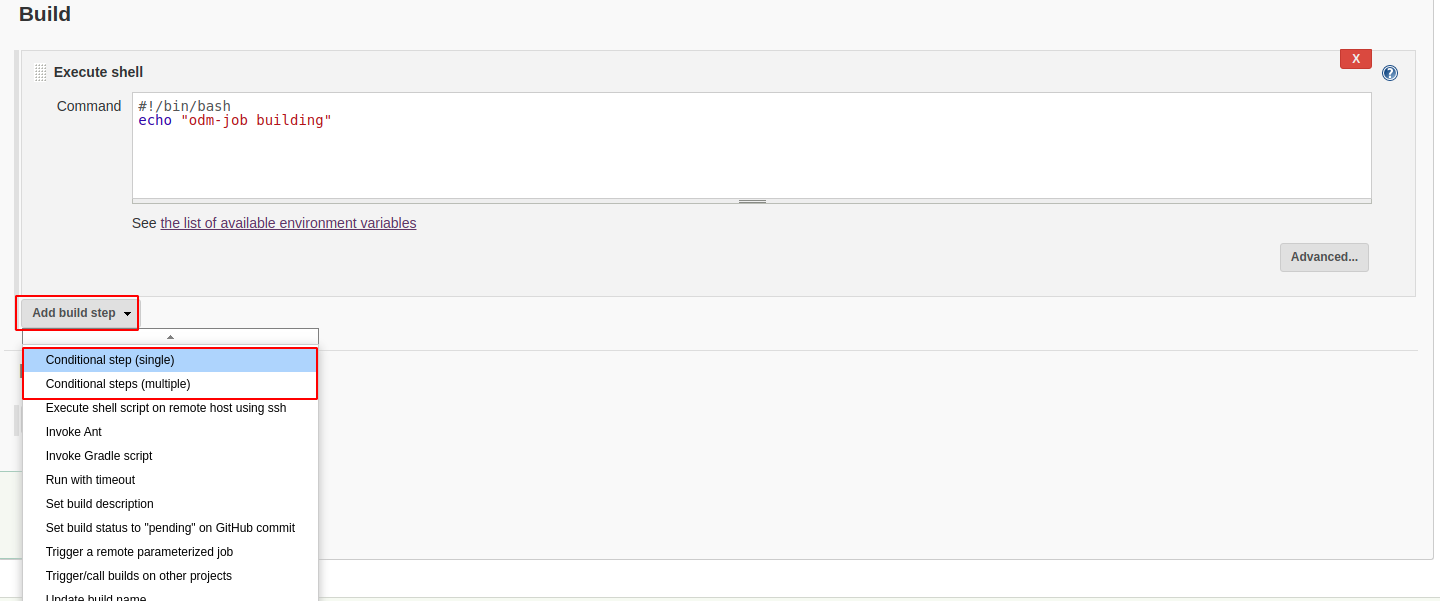 Build
X
Execute shell
?
Command
#!/bin/bash
echo "odm-job building"
See the list of available environment variables
Advanced...
Add build step
Conditional step (single)
Conditional steps (multiple)
Execute shell script on remote host using ssh
Invoke Ant
Invoke Gradle script
Run with timeout
Set build description
Set build status to "pending" on GitHub commit
Trigger a remote parameterized job
Trigger/call builds on other projects
Update build name